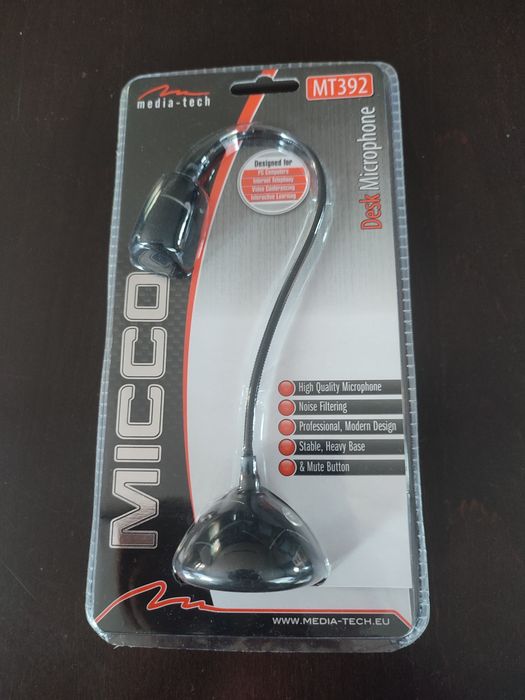 media-tech
MT392
Desk Microphone
Designed for
PC Computers
Internet Telephony
Voice Conferencing
Interactive Learning
MICCO
High Quality Microphone
Noise Filtering
Professional, Modern Design
Stable, Heavy Base
& Mute Button
WWW.MEDIA-TECH.EU